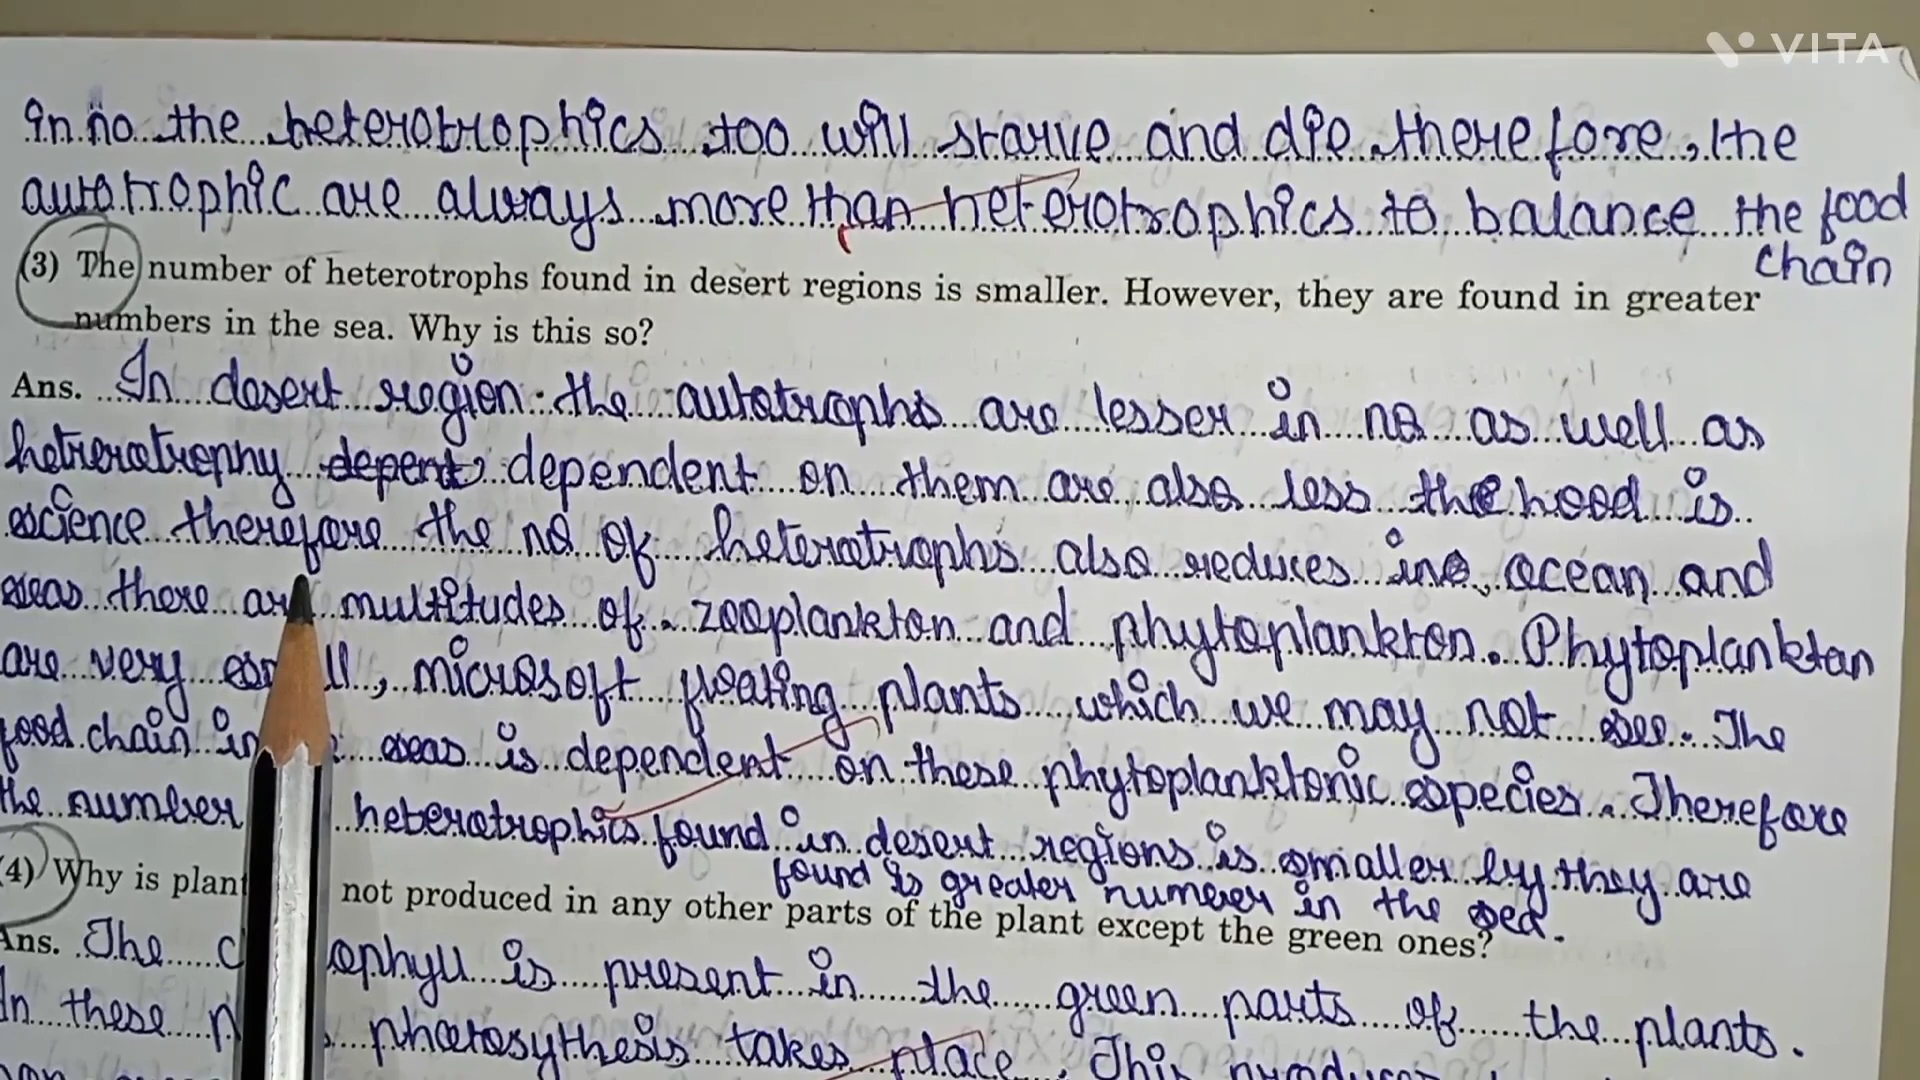 VITA
in no the heterotrophics too will starve and die therefore, the
autotrophic are always more than heterotrophics to balance the food
chain
(3) The number of heterotrophs found in desert regions is smaller. However, they are found in greater
numbers in the sea. Why is this so?
Ans. In desert region the autotrophs are lesser in no as well as
hetreratrophy depent dependent on them are also less the hood is
science therefore the no of heterotrophs also reduces in ocean and
seas there are multitudes of zooplankton and phytoplankton. Phytoplanktan
are very small, microsoft floating plants which we may not see. The
food chain in seas is dependent on these phytoplanktonic species. Therefore
the number heterotrophics found in desert regions is smaller by they are
found is greater number in the sea.
(4) Why is plant not produced in any other parts of the plant except the green ones?
Ans. The ophyll is present in the green parts of the plants.
In these photosythesis takes place. This produces